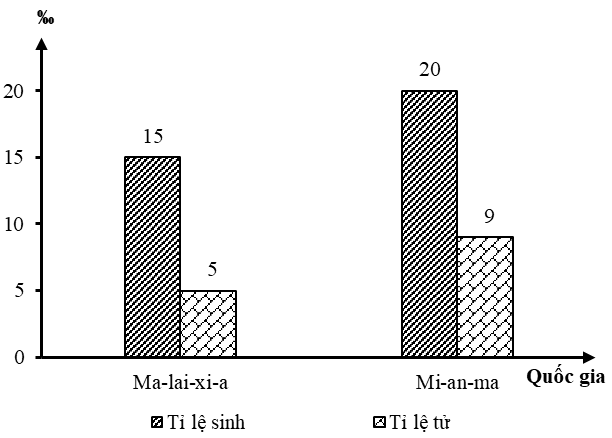 ‰
20
20
15
15
10
9
5
5
0
Ma-lai-xi-a
Mi-an-ma
Quốc gia
Tỉ lệ sinh
Tỉ lệ tử